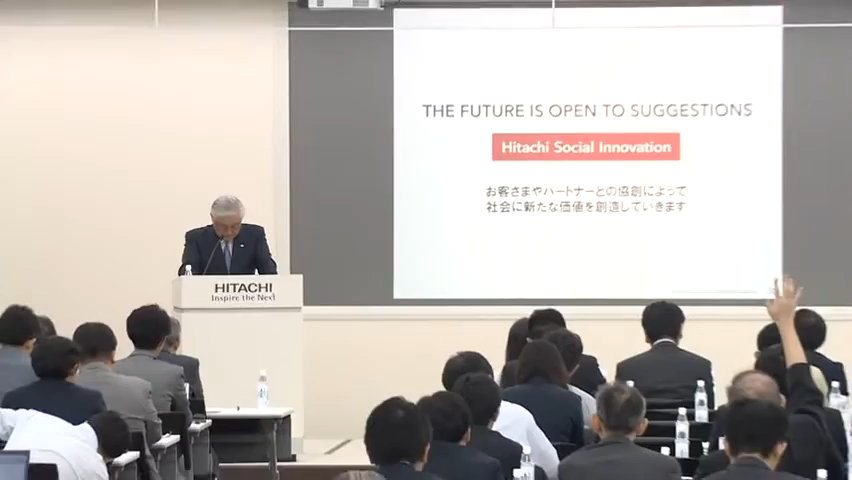 THE FUTURE IS OPEN TO SUGGESTIONS
Hitachi Social Innovation
お客さまやパートナーとの協創によって
社会に新たな価値を創造していきます
HITACHI
Inspire the Next